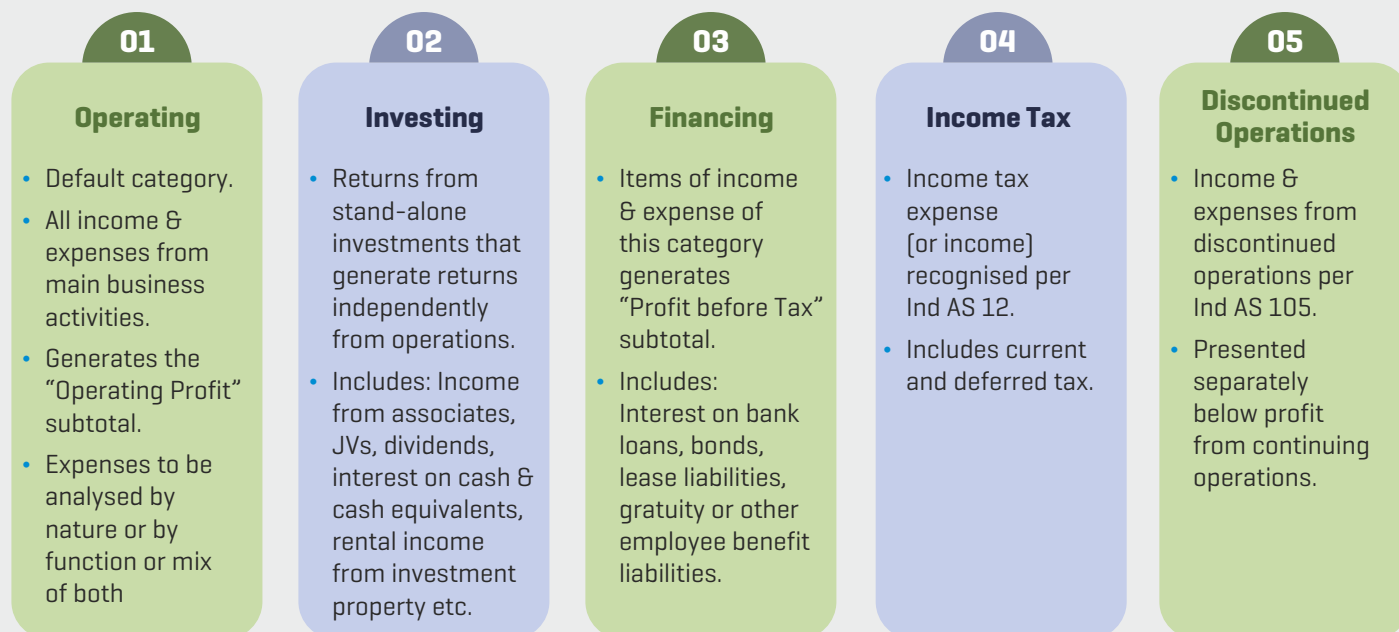 01
Operating
• Default category.
• All income &
expenses from
main business
activities.
• Generates the
“Operating Profit”
subtotal.
• Expenses to be
analysed by
nature or by
function or mix
of both
02
Investing
• Returns from
stand-alone
investments that
generate returns
independently
from operations.
• Includes: Income
from associates,
JVs, dividends,
interest on cash &
cash equivalents,
rental income
from investment
property etc.
03
Financing
• Items of income
& expense of
this category
generates
“Profit before Tax”
subtotal.
• Includes:
Interest on bank
loans, bonds,
lease liabilities,
gratuity or other
employee benefit
liabilities.
04
Income Tax
• Income tax
expense
(or income)
recognised per
Ind AS 12.
• Includes current
and deferred tax.
05
Discontinued
Operations
• Income &
expenses from
discontinued
operations per
Ind AS 105.
• Presented
separately
below profit
from continuing
operations.